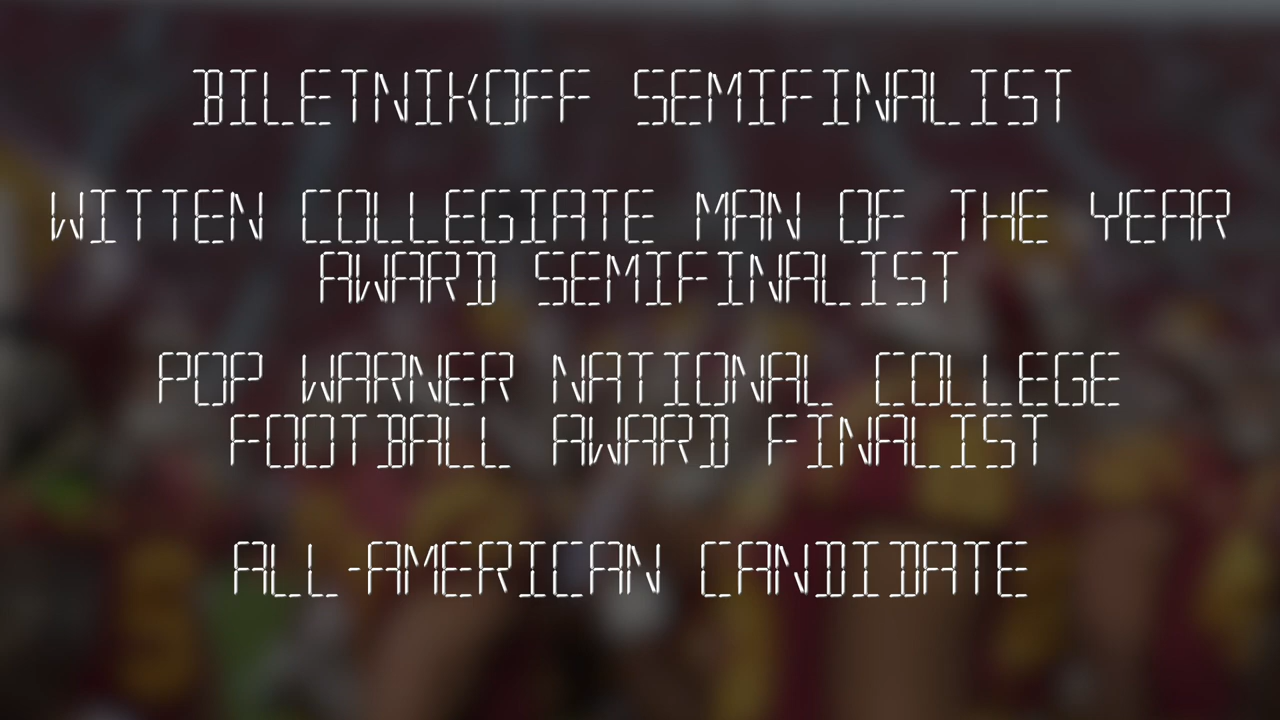 BILETNIKOFF SEMIFINALIST
WITTEN COLLEGIATE MAN OF THE YEAR
AWARD SEMIFINALIST
POP WARNER NATIONAL COLLEGE
FOOTBALL AWARD FINALIST
ALL-AMERICAN CANDIDATE